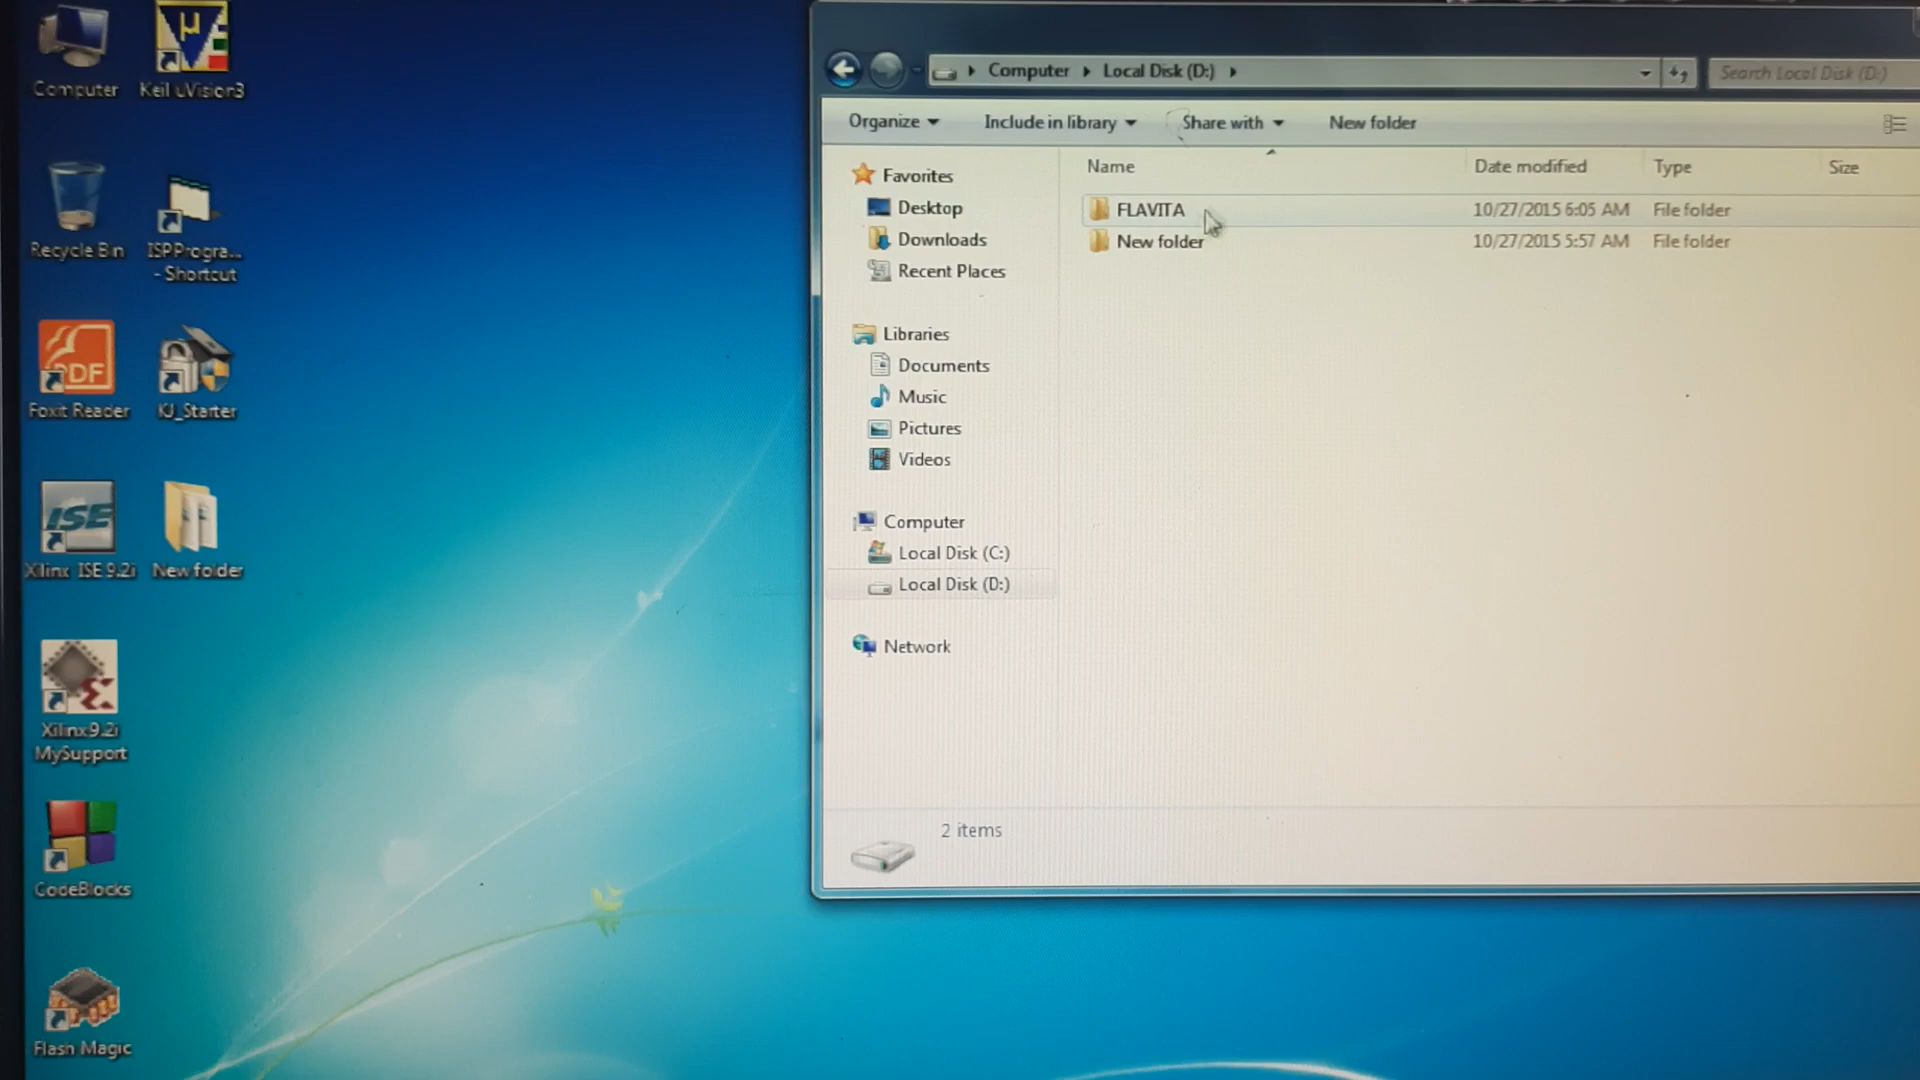 Computer
Keil uVision3
Recycle Bin
ISPProgra...
- Shortcut
PDF
Foxit Reader
KJ_Starter
ISE
Xilinx ISE 9.2i
New folder
Xilinx9.2i
MySupport
CodeBlocks
Flash Magic
Computer
Local Disk (D:)
Search Local Disk (D:)
Organize
Include in library
Share with
New folder
Name
Date modified
Type
Size
FLAVITA
10/27/2015 6:05 AM
File folder
New folder
10/27/2015 5:57 AM
File folder
Favorites
Desktop
Downloads
Recent Places
Libraries
Documents
Music
Pictures
Videos
Computer
Local Disk (C:)
Local Disk (D:)
Network
2 items